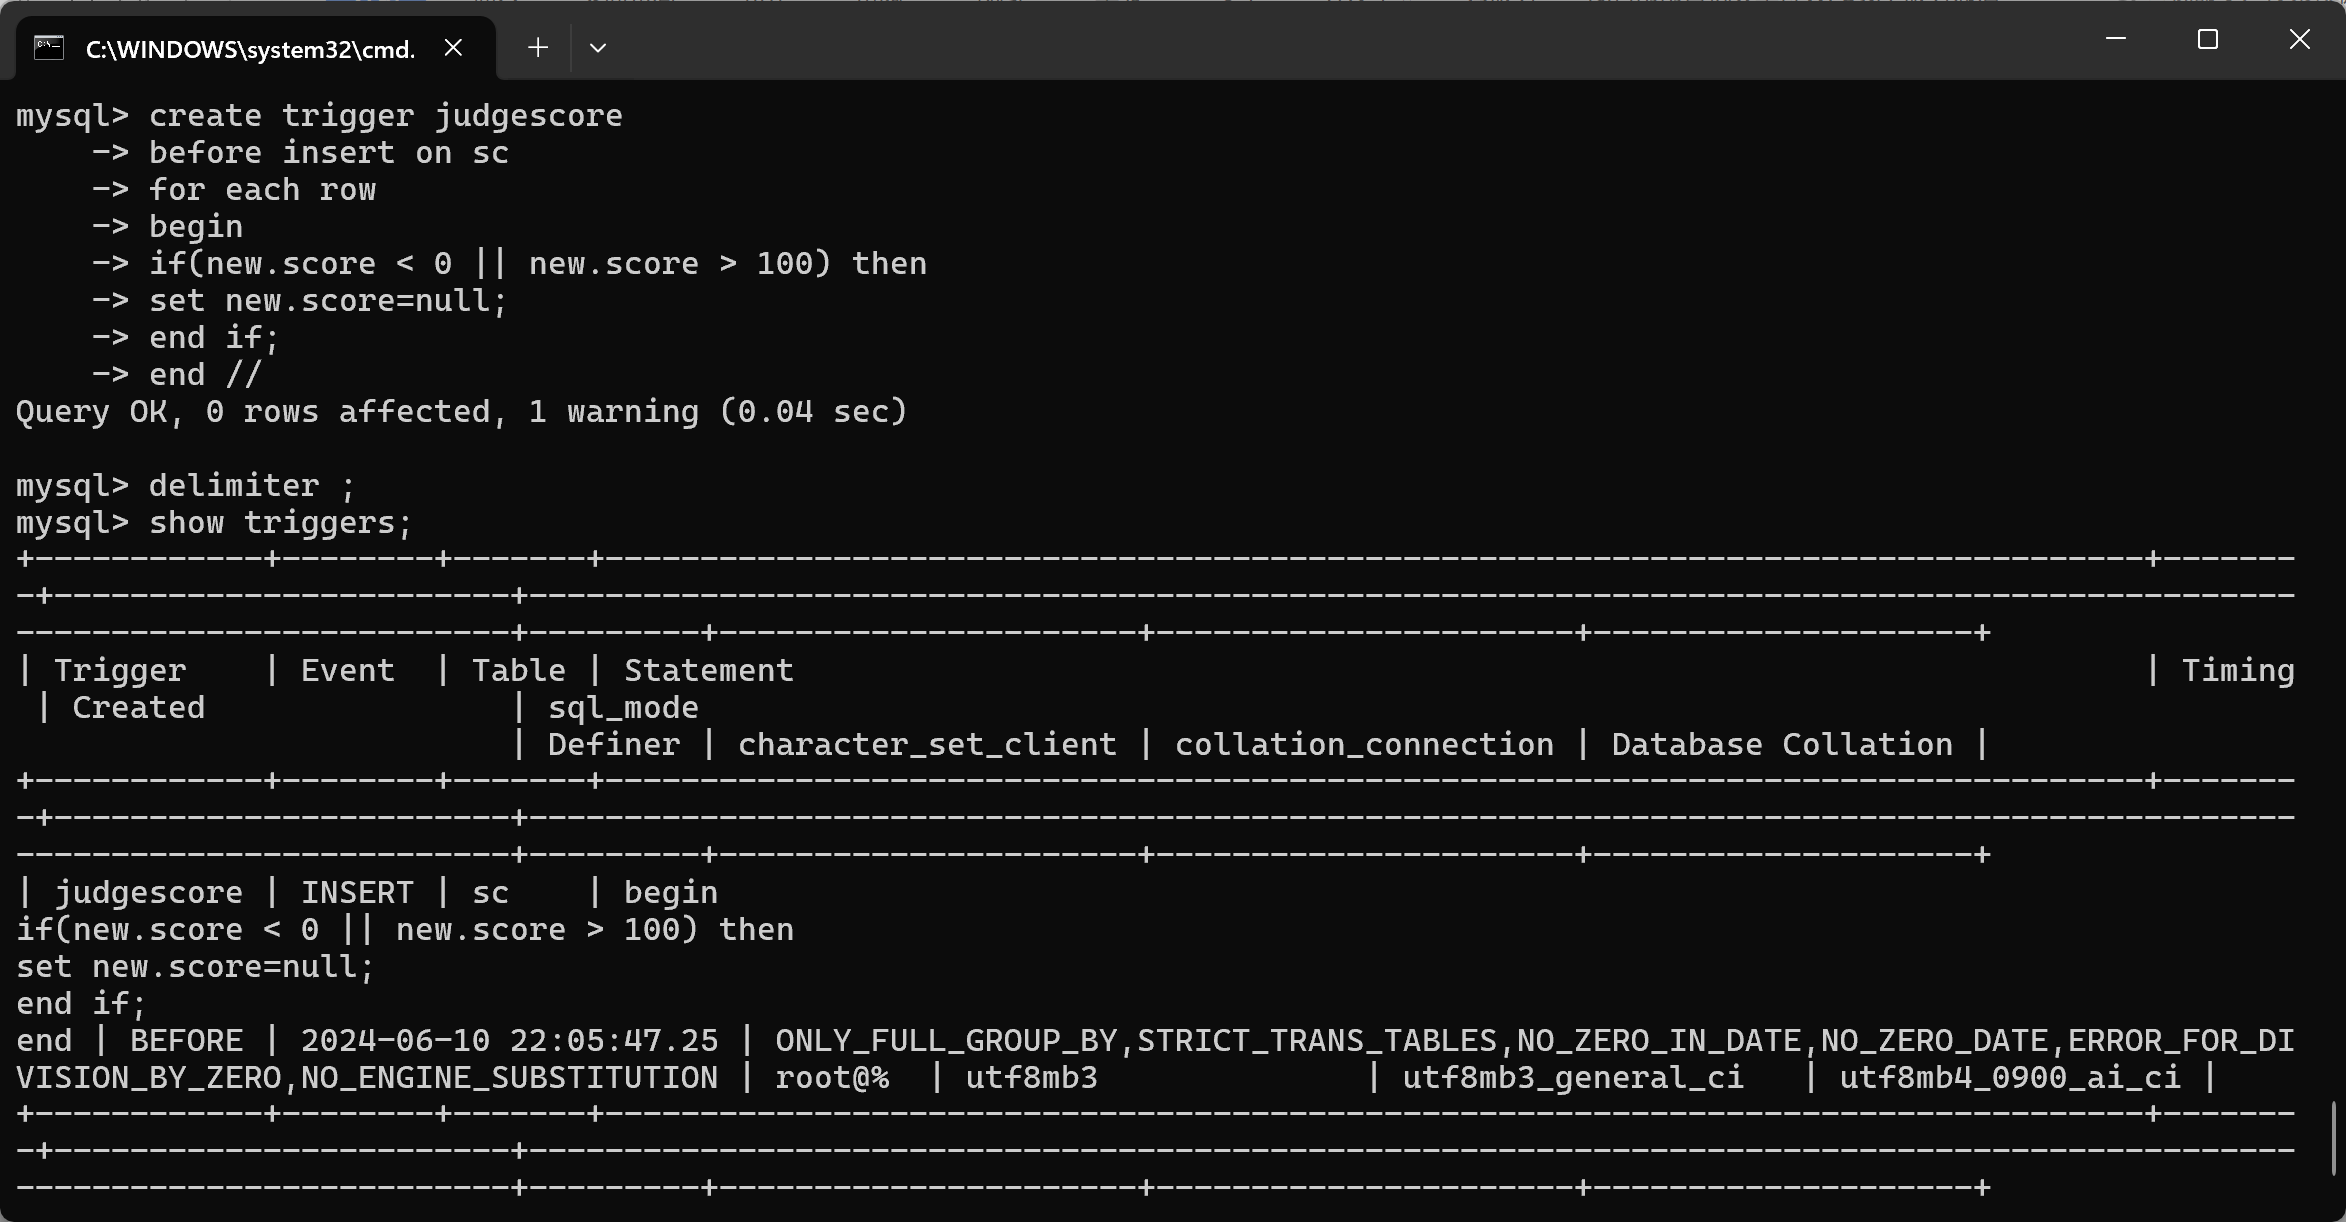 C:\WINDOWS\system32\cmd.
mysql> create trigger judgescore
    -> before insert on sc
    -> for each row
    -> begin
    -> if(new.score < 0 || new.score > 100) then
    -> set new.score=null;
    -> end if;
    -> end //
Query OK, 0 rows affected, 1 warning (0.04 sec)

mysql> delimiter ;
mysql> show triggers;
+------------+--------+-------+---------------------------------------------------------------------------------+-------
-+------------------------+---------------------------------------------------------------------------------------------
--------------------------+---------+----------------------+----------------------+--------------------+
| Trigger    | Event  | Table | Statement                                                                       | Timing
 | Created                | sql_mode
                          | Definer | character_set_client | collation_connection | Database Collation |
+------------+--------+-------+---------------------------------------------------------------------------------+-------
-+------------------------+---------------------------------------------------------------------------------------------
--------------------------+---------+----------------------+----------------------+--------------------+
| judgescore | INSERT | sc    | begin
if(new.score < 0 || new.score > 100) then
set new.score=null;
end if;
end | BEFORE | 2024-06-10 22:05:47.25 | ONLY_FULL_GROUP_BY,STRICT_TRANS_TABLES,NO_ZERO_IN_DATE,NO_ZERO_DATE,ERROR_FOR_DI
VISION_BY_ZERO,NO_ENGINE_SUBSTITUTION | root@%  | utf8mb3              | utf8mb3_general_ci   | utf8mb4_0900_ai_ci |
+------------+--------+-------+---------------------------------------------------------------------------------+-------
-+------------------------+---------------------------------------------------------------------------------------------
--------------------------+---------+----------------------+----------------------+--------------------+